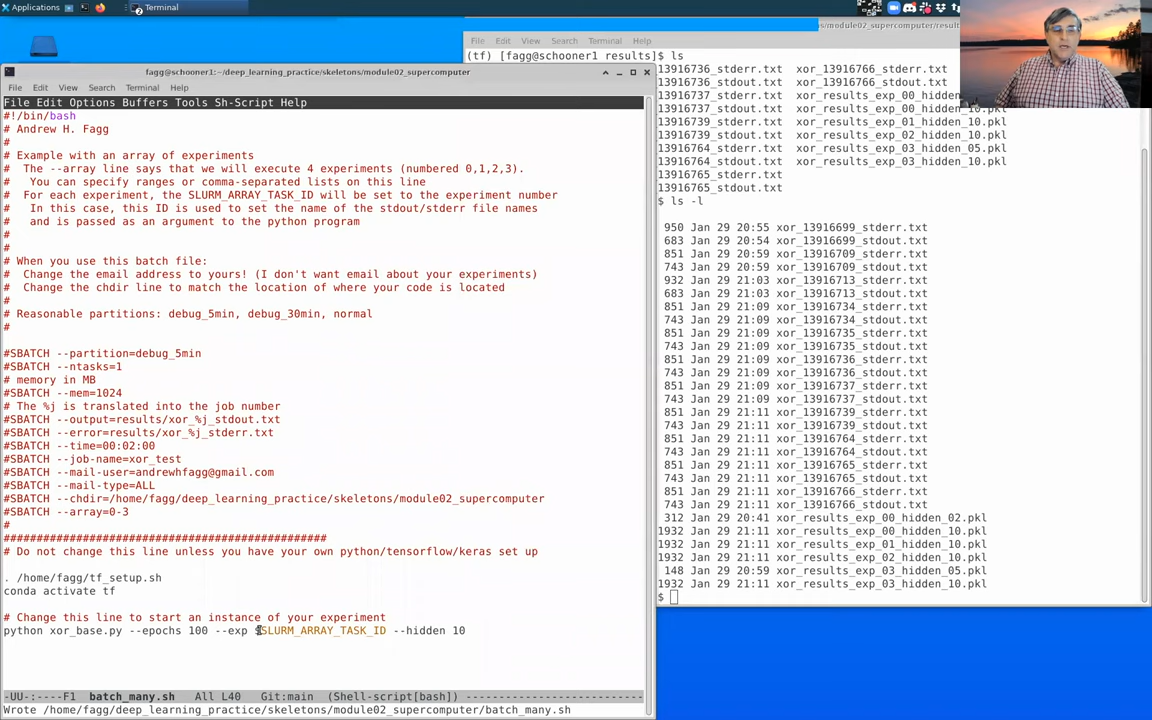 Applications
Terminal
fagg@schooner1:~/deep_learning_practice/skeletons/module02_supercomputer
File Edit View Search Terminal Help
File Edit Options Buffers Tools Sh-Script Help
#!/bin/bash
# Andrew H. Fagg
#
# Example with an array of experiments
#  The --array line says that we will execute 4 experiments (numbered 0,1,2,3).
#    You can specify ranges or comma-separated lists on this line
#  For each experiment, the SLURM_ARRAY_TASK_ID will be set to the experiment number
#    In this case, this ID is used to set the name of the stdout/stderr file names
#    and is passed as an argument to the python program
#
#
# When you use this batch file:
#  Change the email address to yours! (I don't want email about your experiments)
#  Change the chdir line to match the location of where your code is located
#
# Reasonable partitions: debug_5min, debug_30min, normal
#
#SBATCH --partition=debug_5min
#SBATCH --ntasks=1
# memory in MB
#SBATCH --mem=1024
# The %j is translated into the job number
#SBATCH --output=results/xor_%j_stdout.txt
#SBATCH --error=results/xor_%j_stderr.txt
#SBATCH --time=00:02:00
#SBATCH --job-name=xor_test
#SBATCH --mail-user=andrewhfagg@gmail.com
#SBATCH --mail-type=ALL
#SBATCH --chdir=/home/fagg/deep_learning_practice/skeletons/module02_supercomputer
#SBATCH --array=0-3
#
#################################################
# Do not change this line unless you have your own python/tensorflow/keras set up
. /home/fagg/tf_setup.sh
conda activate tf
# Change this line to start an instance of your experiment
python xor_base.py --epochs 100 --exp $SLURM_ARRAY_TASK_ID --hidden 10
-UU-:----F1  batch_many.sh   All L40    Git:main  (Shell-script[bash])
Wrote /home/fagg/deep_learning_practice/skeletons/module02_supercomputer/batch_many.sh
File Edit View Search Terminal Help
(tf) [fagg@schooner1 results]$ ls
13916736_stderr.txt  xor_13916766_stderr.txt
13916736_stdout.txt  xor_13916766_stdout.txt
13916737_stderr.txt  xor_results_exp_00_hidden_
13916737_stdout.txt  xor_results_exp_00_hidden_10.pkl
13916739_stderr.txt  xor_results_exp_01_hidden_10.pkl
13916739_stdout.txt  xor_results_exp_02_hidden_10.pkl
13916764_stderr.txt  xor_results_exp_03_hidden_05.pkl
13916764_stdout.txt  xor_results_exp_03_hidden_10.pkl
13916765_stderr.txt
13916765_stdout.txt
$ ls -l
950 Jan 29 20:55 xor_13916699_stderr.txt
683 Jan 29 20:54 xor_13916699_stdout.txt
851 Jan 29 20:59 xor_13916709_stderr.txt
743 Jan 29 20:59 xor_13916709_stdout.txt
932 Jan 29 21:03 xor_13916713_stderr.txt
683 Jan 29 21:03 xor_13916713_stdout.txt
851 Jan 29 21:09 xor_13916734_stderr.txt
743 Jan 29 21:09 xor_13916734_stdout.txt
851 Jan 29 21:09 xor_13916735_stderr.txt
743 Jan 29 21:09 xor_13916735_stdout.txt
851 Jan 29 21:09 xor_13916736_stderr.txt
743 Jan 29 21:09 xor_13916736_stdout.txt
851 Jan 29 21:09 xor_13916737_stderr.txt
743 Jan 29 21:09 xor_13916737_stdout.txt
851 Jan 29 21:11 xor_13916739_stderr.txt
743 Jan 29 21:11 xor_13916739_stdout.txt
851 Jan 29 21:11 xor_13916764_stderr.txt
743 Jan 29 21:11 xor_13916764_stdout.txt
851 Jan 29 21:11 xor_13916765_stderr.txt
743 Jan 29 21:11 xor_13916765_stdout.txt
851 Jan 29 21:11 xor_13916766_stderr.txt
743 Jan 29 21:11 xor_13916766_stdout.txt
312 Jan 29 20:41 xor_results_exp_00_hidden_02.pkl
1932 Jan 29 21:11 xor_results_exp_00_hidden_10.pkl
1932 Jan 29 21:11 xor_results_exp_01_hidden_10.pkl
1932 Jan 29 21:11 xor_results_exp_02_hidden_10.pkl
148 Jan 29 20:59 xor_results_exp_03_hidden_05.pkl
1932 Jan 29 21:11 xor_results_exp_03_hidden_10.pkl
$